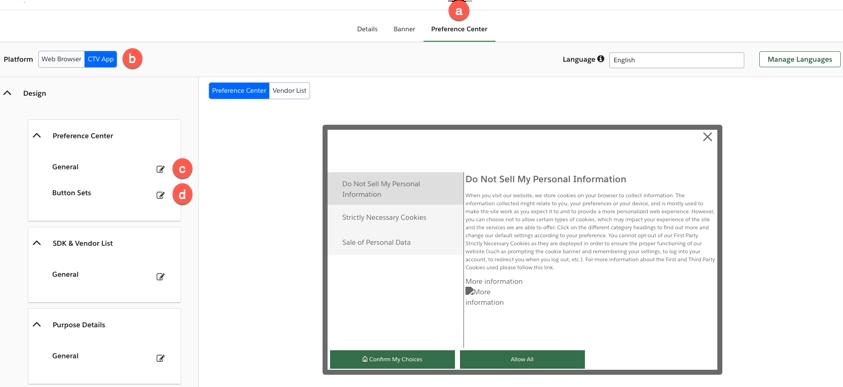 a
Details
Banner
Preference Center
Platform
Web Browser
CTV App
b
Language
English
Manage Languages
Design
Preference Center
Vendor List
Preference Center
General
c
Button Sets
d
SDK & Vendor List
General
Purpose Details
General
Do Not Sell My Personal
Information
Strictly Necessary Cookies
Sale of Personal Data
Do Not Sell My Personal Information
When you visit our website, we store cookies on your browser to collect information. The
information collected might relate to you, your preferences or your device, and is mostly used to
make the site work as you expect it to and to provide a more personalized web experience. However,
you can choose not to allow certain types of cookies, which may impact your experience of the site
and the services we are able to offer. Click on the different category headings to find out more and
change our default settings according to your preference. You cannot opt-out of our First Party
Strictly Necessary Cookies as they are deployed in order to ensure the proper functioning of our
website (such as prompting the cookie banner and remembering your settings, to log into your
account, to redirect you when you log out, etc.). For more information about the First and Third Party
Cookies used please follow this link.
More information
More
information
Confirm My Choices
Allow All